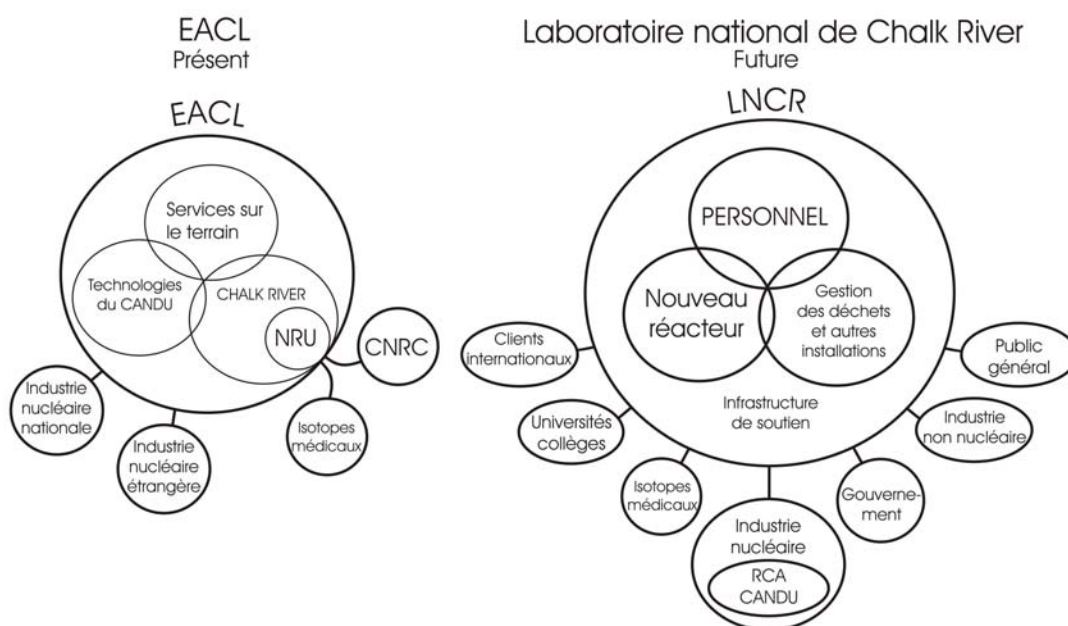 EACL
Présent
EACL
Services sur
le terrain
Technologies
du CANDU
CHALK RIVER
NRU
CNRC
Industrie
nucléaire
nationale
Industrie
nucléaire
étrangère
Isotopes
médicaux
Laboratoire national de Chalk River
Future
LNCR
PERSONNEL
Nouveau
réacteur
Gestion
des déchets
et autres
installations
Infrastructure
de soutien
Clients
internationaux
Universités
collèges
Isotopes
médicaux
Industrie
nucléaire
RCA
CANDU
Gouverne-
ment
Industrie
non nucléaire
Public
général